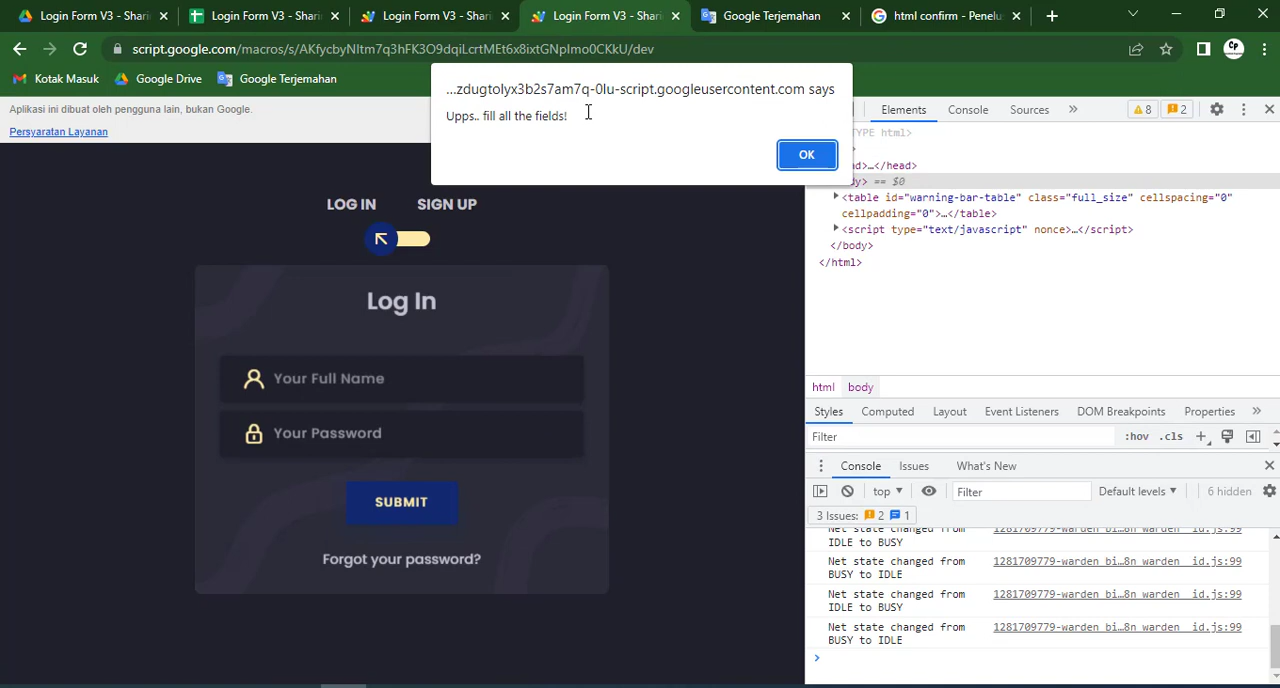 Login Form V3 - Shari
Login Form V3 - Shari
Login Form V3 - Shari
Login Form V3 - Shari
Google Terjemahan
html confirm - Penelus
script.google.com/macros/s/AKfycbyNltm7q3hFK3O9dqiLcrtMEt6x8ixtGNpImo0CKkU/dev
Kotak Masuk
Google Drive
Google Terjemahan
...zdugtolyx3b2s7am7q-0lu-script.googleusercontent.com says
Upps.. fill all the fields!
OK
Aplikasi ini dibuat oleh pengguna lain, bukan Google.
Persyaratan Layanan
LOG IN
SIGN UP
Log In
Your Full Name
Your Password
SUBMIT
Forgot your password?
Elements
Console
Sources
8
2
TYPE html>
>
ad>…</head>
dy> == $0
<table id="warning-bar-table" class="full_size" cellspacing="0"
cellpadding="0">…</table>
<script type="text/javascript" nonce>…</script>
</body>
</html>
html
body
Styles
Computed
Layout
Event Listeners
DOM Breakpoints
Properties
Filter
:hov
.cls
Console
Issues
What's New
top
Filter
Default levels
6 hidden
3 Issues:
2
1
Net state changed from
IDLE to BUSY
1281709779-warden_bi…8n_warden__id.js:99
Net state changed from
BUSY to IDLE
1281709779-warden_bi…8n_warden__id.js:99
Net state changed from
IDLE to BUSY
1281709779-warden_bi…8n_warden__id.js:99
Net state changed from
BUSY to IDLE
1281709779-warden_bi…8n_warden__id.js:99